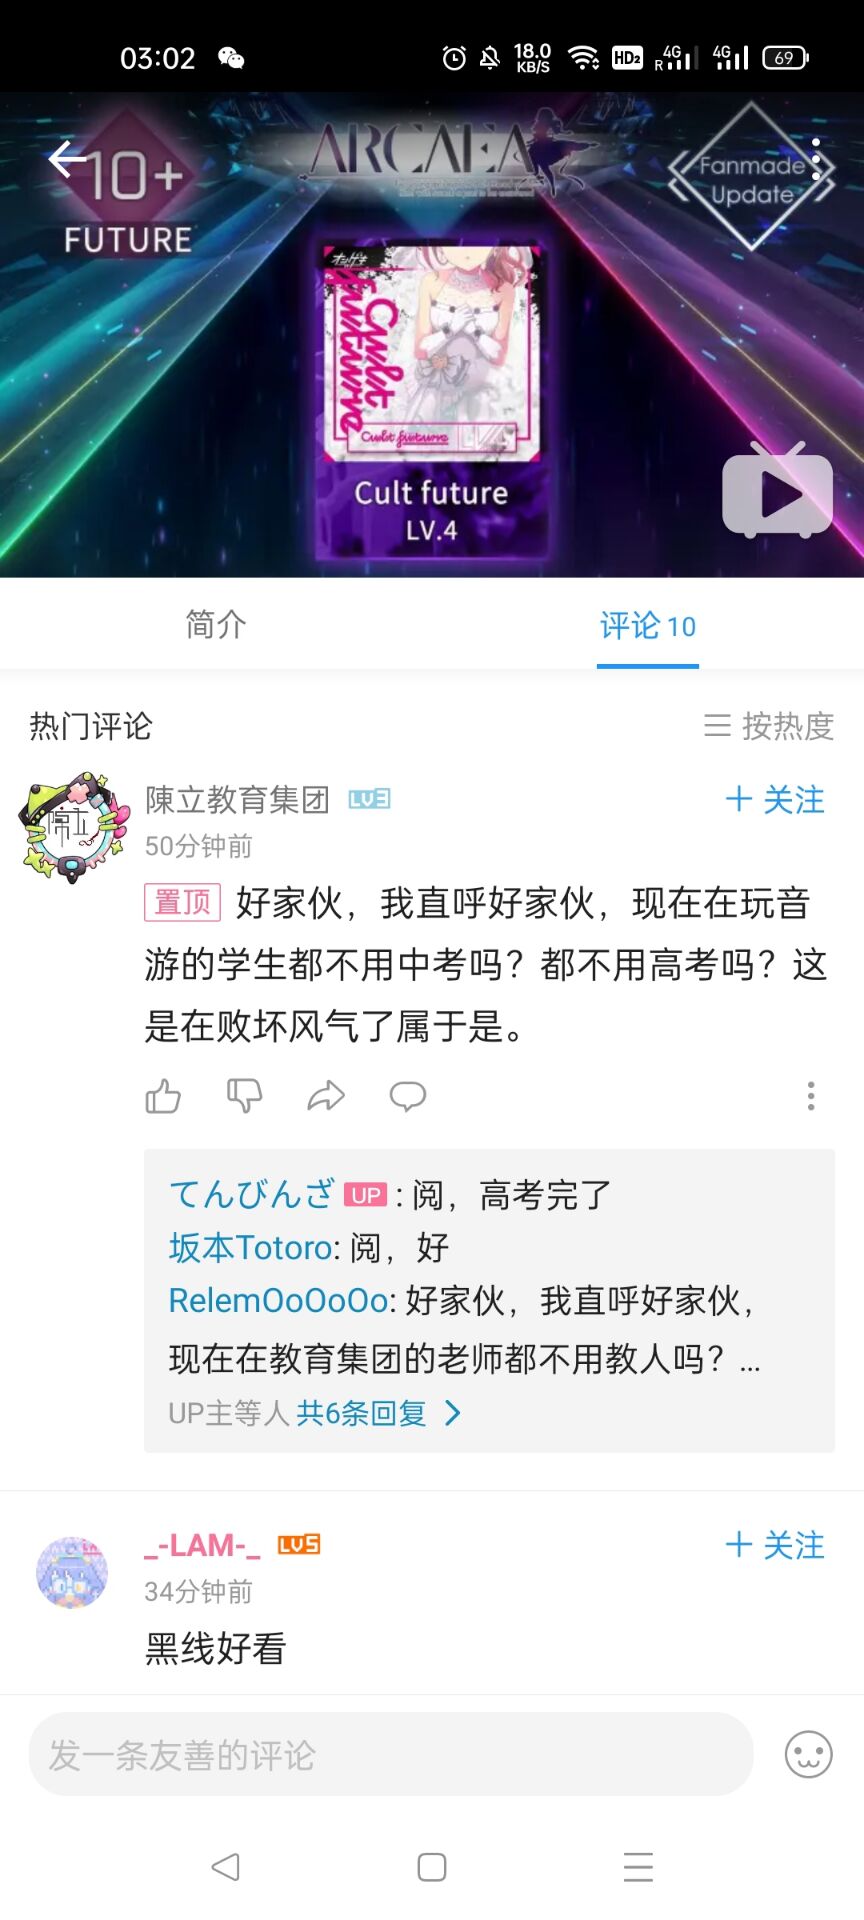 03:02
18.0
KB/S
HD2
4G
R
4G
69
10+
FUTURE
ARCAEA
Fanmade
Update
オンゲキ
Cult
future
Cult future
Cult future
LV.4
简介
评论 10
热门评论
按热度
陳立教育集团 LV3
+ 关注
50分钟前
置顶 好家伙，我直呼好家伙，现在在玩音
游的学生都不用中考吗？都不用高考吗？这
是在败坏风气了属于是。
てんびんざ UP : 阅，高考完了
坂本Totoro: 阅，好
RelemOoOoOo: 好家伙，我直呼好家伙，
现在在教育集团的老师都不用教人吗？...
UP主等人 共6条回复
_-LAM-_ LV5
+ 关注
34分钟前
黑线好看
发一条友善的评论